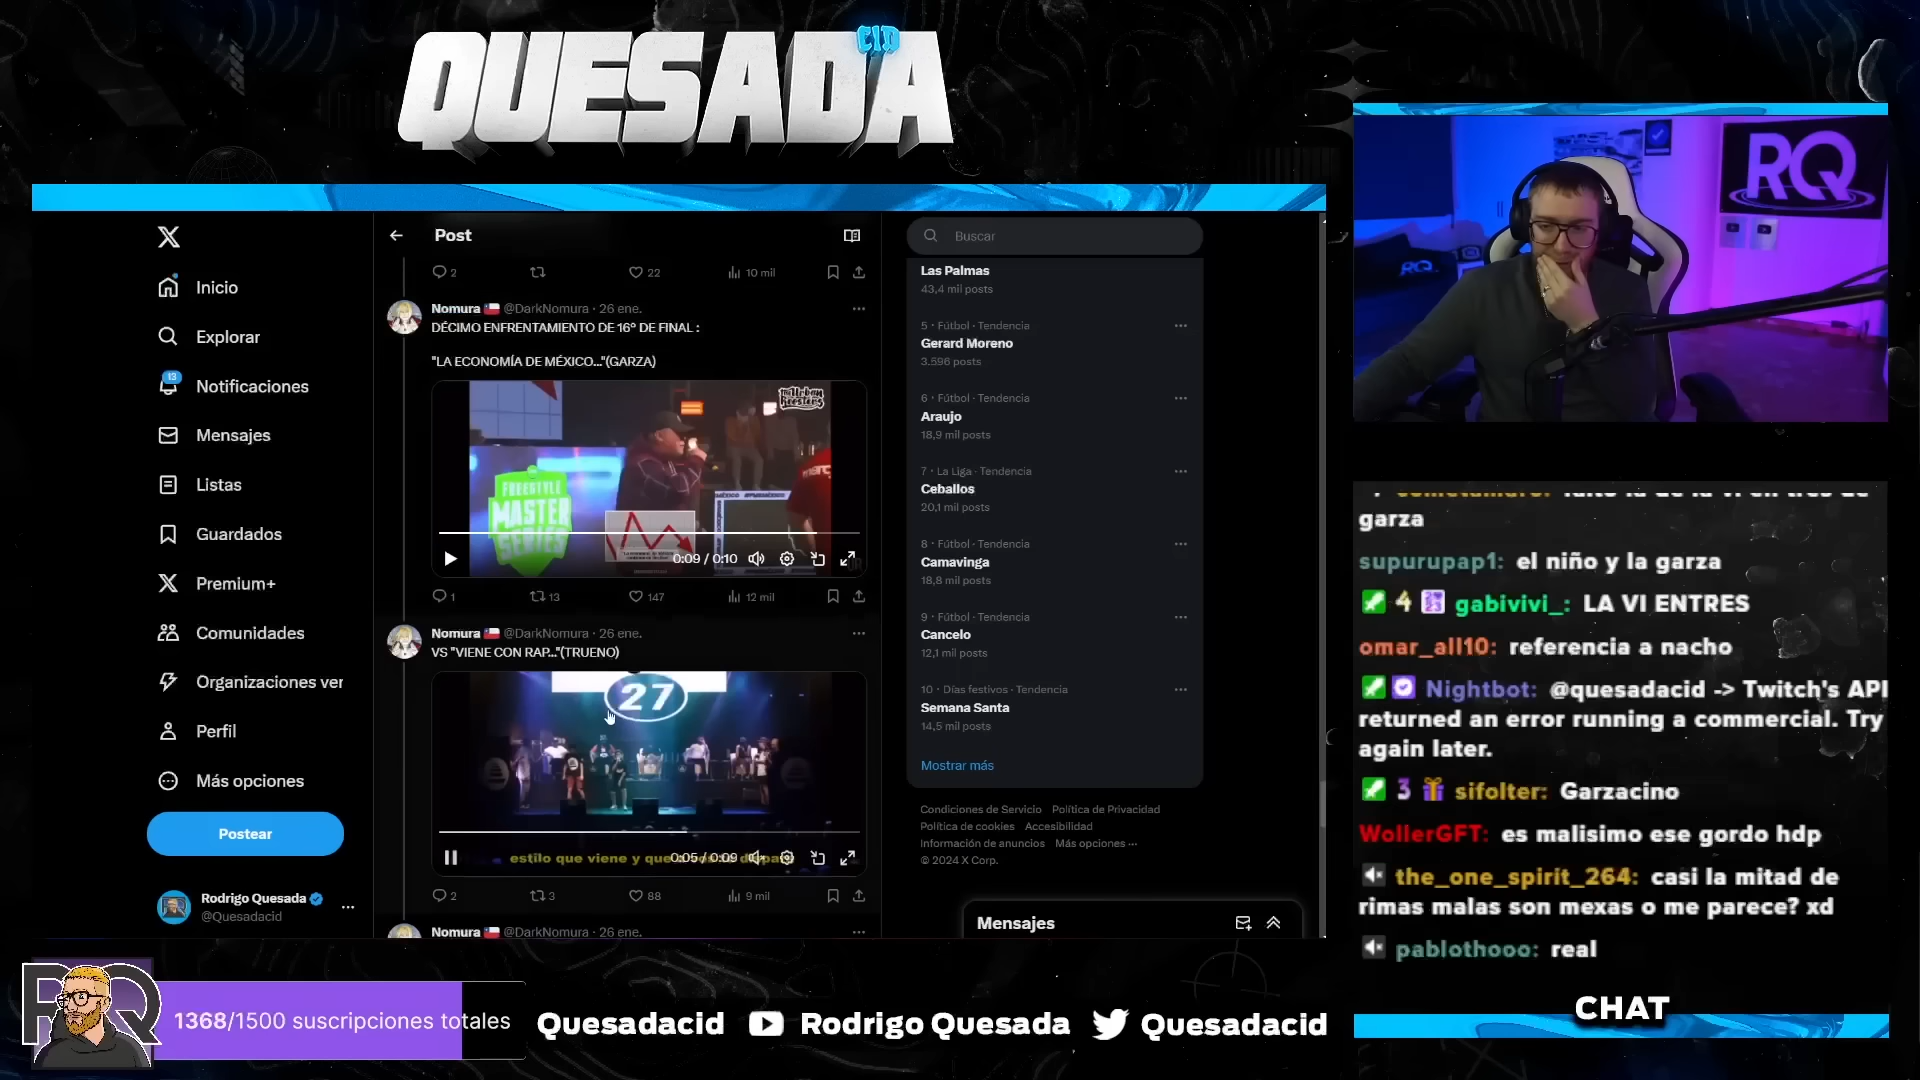 QUESADA
CID
Post
Buscar
Inicio
Explorar
13
Notificaciones
Mensajes
Listas
Guardados
Premium+
Comunidades
Organizaciones ver
Perfil
Más opciones
Postear
Rodrigo Quesada
@Quesadacid
2
22
10 mil
Nomura @DarkNomura · 26 ene.
DÉCIMO ENFRENTAMIENTO DE 16º DE FINAL :
"LA ECONOMÍA DE MÉXICO..."(GARZA)
FREESTYLE
MASTER
SERIES
0:09 / 0:10
1
13
147
12 mil
Nomura @DarkNomura · 26 ene.
VS "VIENE CON RAP..."(TRUENO)
27
estilo que viene y que
0:05 / 0:09
2
3
88
9 mil
Nomura @DarkNomura · 26 ene.
Las Palmas
43,4 mil posts
5 · Fútbol · Tendencia
Gerard Moreno
3.596 posts
6 · Fútbol · Tendencia
Araujo
18,9 mil posts
7 · La Liga · Tendencia
Ceballos
20,1 mil posts
8 · Fútbol · Tendencia
Camavinga
18,8 mil posts
9 · Fútbol · Tendencia
Cancelo
12,1 mil posts
10 · Días festivos · Tendencia
Semana Santa
14,5 mil posts
Mostrar más
Condiciones de Servicio Política de Privacidad
Política de cookies Accesibilidad
Información de anuncios Más opciones ···
© 2024 X Corp.
Mensajes
RQ
RQ
garza
supurupap1: el niño y la garza
4 gabivivi_: LA VI ENTRES
omar_all10: referencia a nacho
Nightbot: @quesadacid -> Twitch's API
returned an error running a commercial. Try
again later.
3 sifolter: Garzacino
WollerGFT: es malisimo ese gordo hdp
the_one_spirit_264: casi la mitad de
rimas malas son mexas o me parece? xd
pablothooo: real
CHAT
RQ
1368/1500 suscripciones totales
Quesadacid
Rodrigo Quesada
Quesadacid